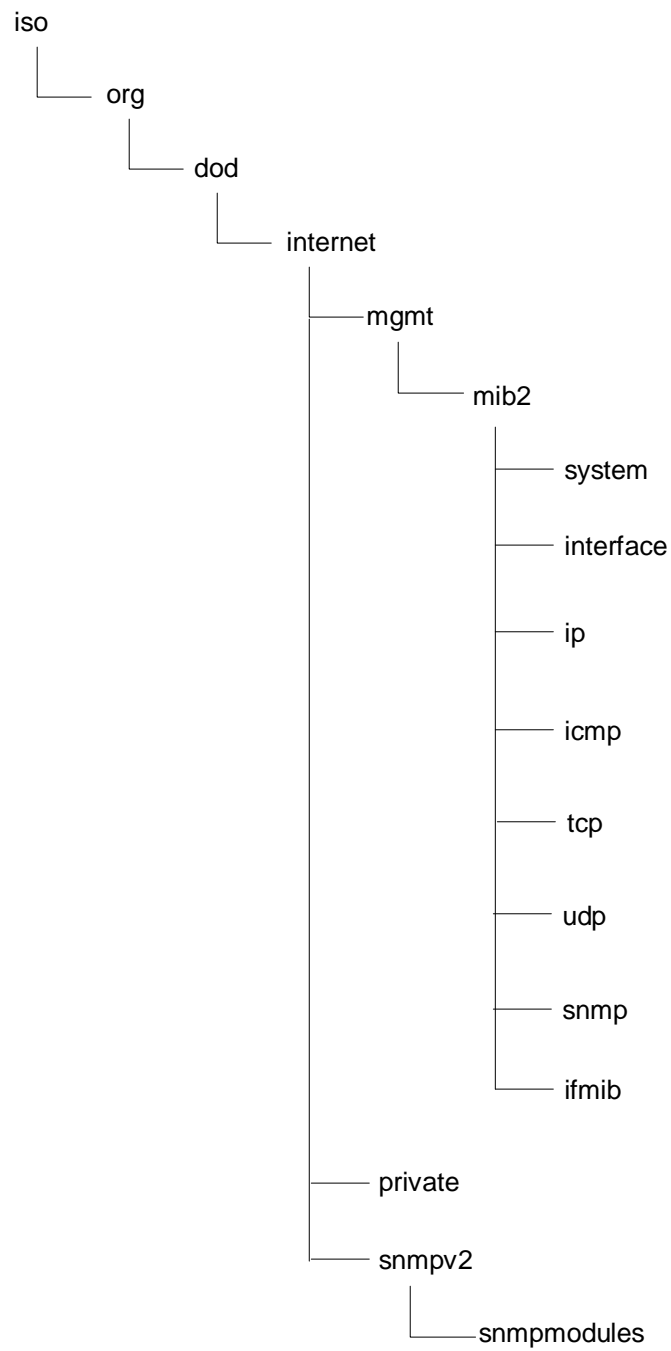 iso
org
dod
internet
mgmt
mib2
system
interface
ip
icmp
tcp
udp
snmp
ifmib
private
snmpv2
snmpmodules